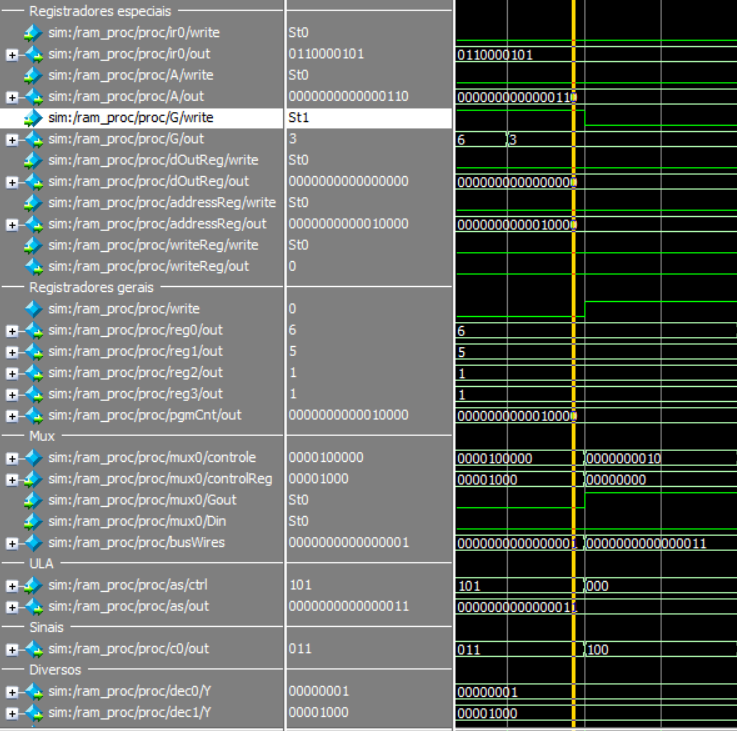 Registradores especiais
sim:/ram_proc/proc/ir0/write St0
sim:/ram_proc/proc/ir0/out 0110000101 0110000101
sim:/ram_proc/proc/A/write St0
sim:/ram_proc/proc/A/out 0000000000000110 000000000000011
sim:/ram_proc/proc/G/write St1
sim:/ram_proc/proc/G/out 3 6 3
sim:/ram_proc/proc/dOutReg/write St0
sim:/ram_proc/proc/dOutReg/out 0000000000000000 000000000000000
sim:/ram_proc/proc/addressReg/write St0
sim:/ram_proc/proc/addressReg/out 0000000000010000 000000000001000
sim:/ram_proc/proc/writeReg/write St0
sim:/ram_proc/proc/writeReg/out 0
Registradores gerais
sim:/ram_proc/proc/write 0
sim:/ram_proc/proc/reg0/out 6 6
sim:/ram_proc/proc/reg1/out 5 5
sim:/ram_proc/proc/reg2/out 1 1
sim:/ram_proc/proc/reg3/out 1 1
sim:/ram_proc/proc/pgmCnt/out 0000000000010000 000000000001000
Mux
sim:/ram_proc/proc/mux0/controle 0000100000 0000100000 0000000010
sim:/ram_proc/proc/mux0/controlReg 00001000 00001000 00000000
sim:/ram_proc/proc/mux0/Gout St0
sim:/ram_proc/proc/mux0/Din St0
sim:/ram_proc/proc/busWires 0000000000000001 0000000000000001 0000000000000011
ULA
sim:/ram_proc/proc/as/ctrl 101 101 000
sim:/ram_proc/proc/as/out 0000000000000011 0000000000000011
Sinais
sim:/ram_proc/proc/c0/out 011 011 100
Diversos
sim:/ram_proc/proc/dec0/Y 00000001 00000001
sim:/ram_proc/proc/dec1/Y 00001000 00001000